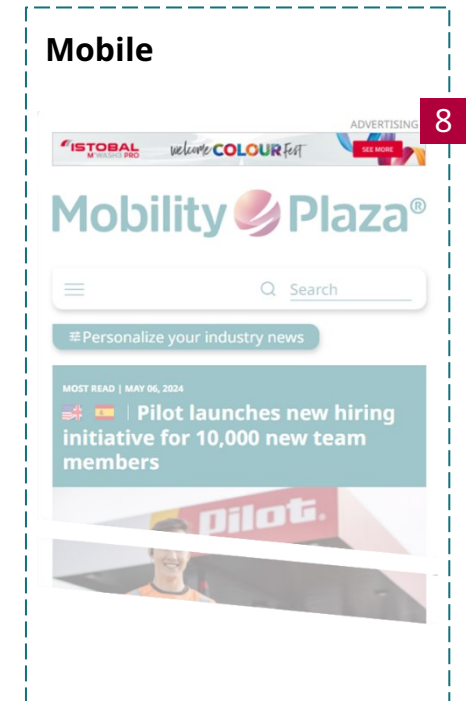 Mobile
ADVERTISING
8
ISTOBAL
M'WASH3 PRO
welcome COLOUR Fest
SEE MORE
Mobility Plaza®
Search
Personalize your industry news
MOST READ | MAY 06, 2024
| Pilot launches new hiring
initiative for 10,000 new team
members
Pilot.